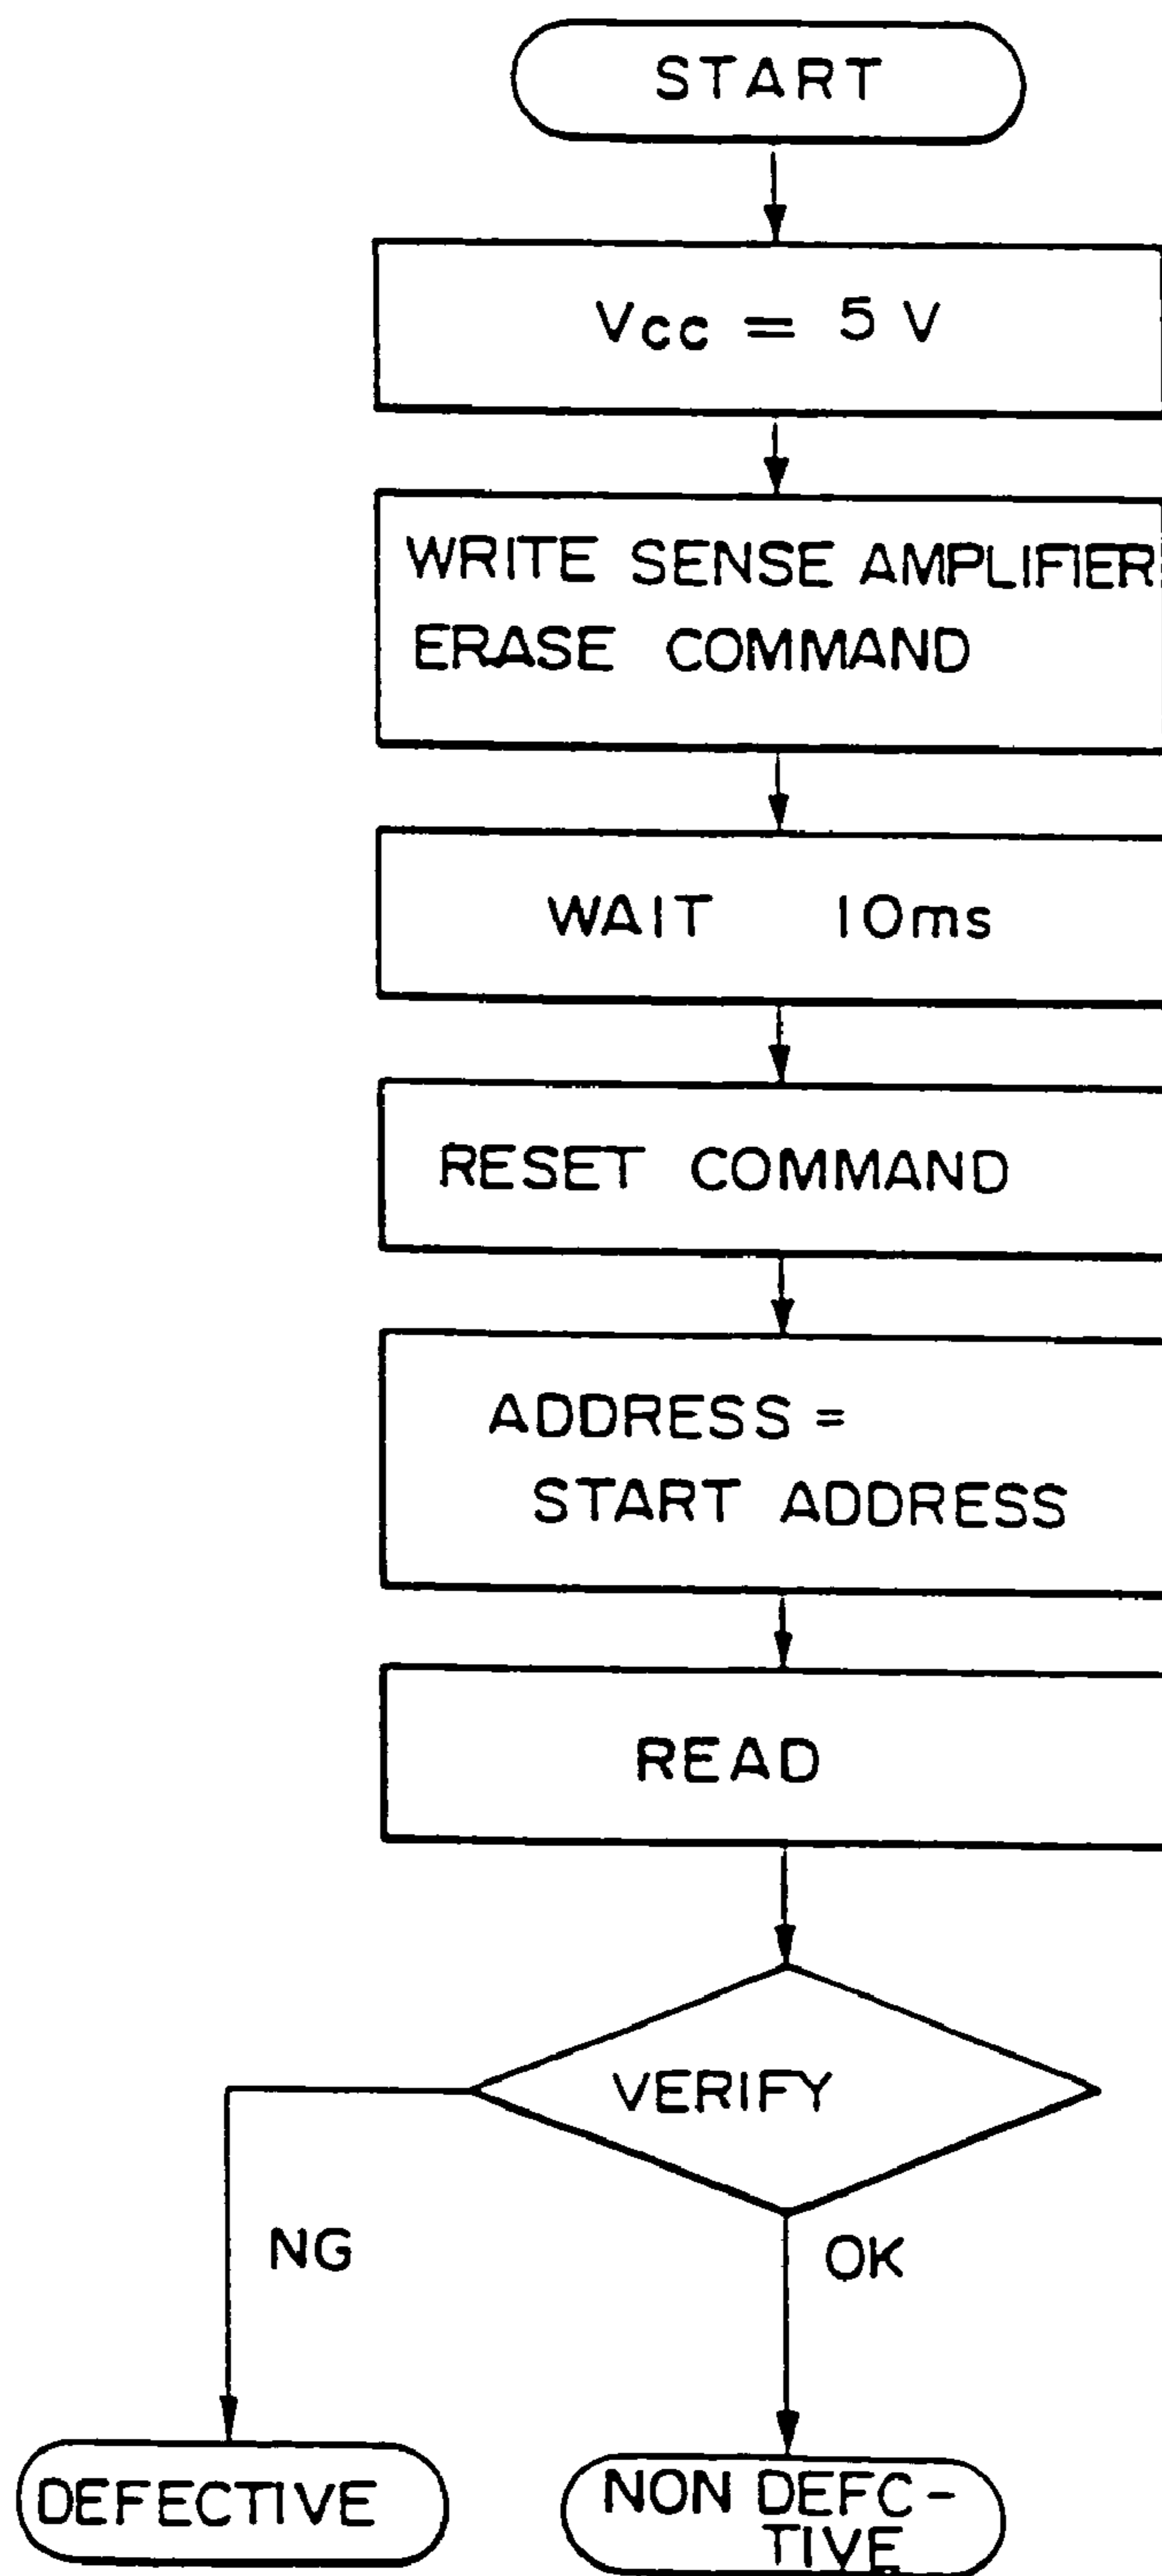 START
Vcc = 5 V
WRITE SENSE AMPLIFIER
ERASE COMMAND
WAIT 10ms
RESET COMMAND
ADDRESS =
START ADDRESS
READ
VERIFY
NG
OK
DEFECTIVE
NON DEFC-
TIVE